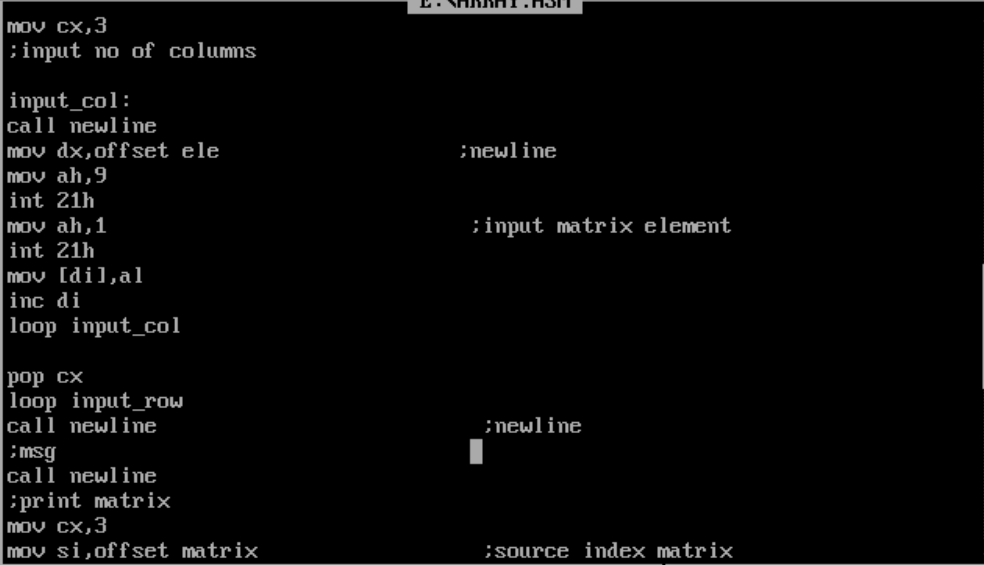 E:\ARRAY.ASM
mov cx,3
;input no of columns
input_col:
call newline
mov dx,offset ele ;newline
mov ah,9
int 21h
mov ah,1 ;input matrix element
int 21h
mov [di],al
inc di
loop input_col
pop cx
loop input_row
call newline ;newline
;msg
call newline
;print matrix
mov cx,3
mov si,offset matrix ;source index matrix